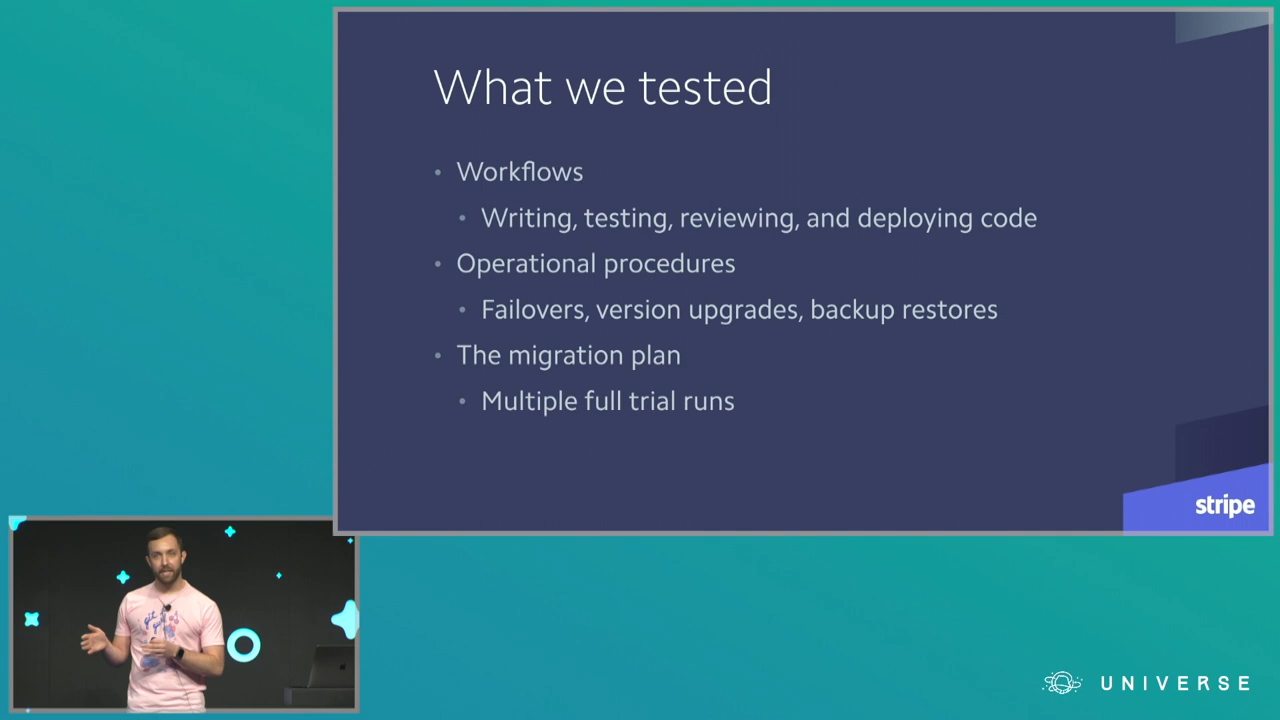 What we tested
• Workflows
• Writing, testing, reviewing, and deploying code
• Operational procedures
• Failovers, version upgrades, backup restores
• The migration plan
• Multiple full trial runs
stripe
UNIVERSE